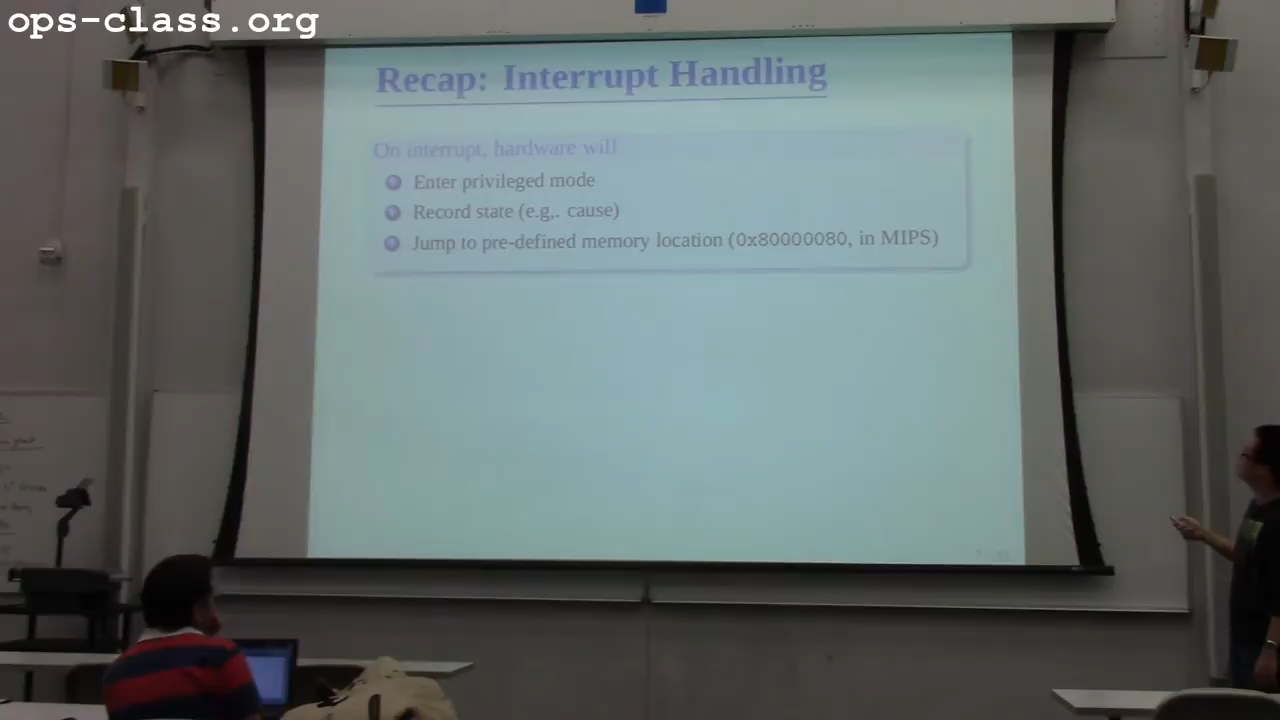 ops-class.org
Recap: Interrupt Handling
On interrupt, hardware will
Enter privileged mode
Record state (e.g,. cause)
Jump to pre-defined memory location (0x80000080, in MIPS)